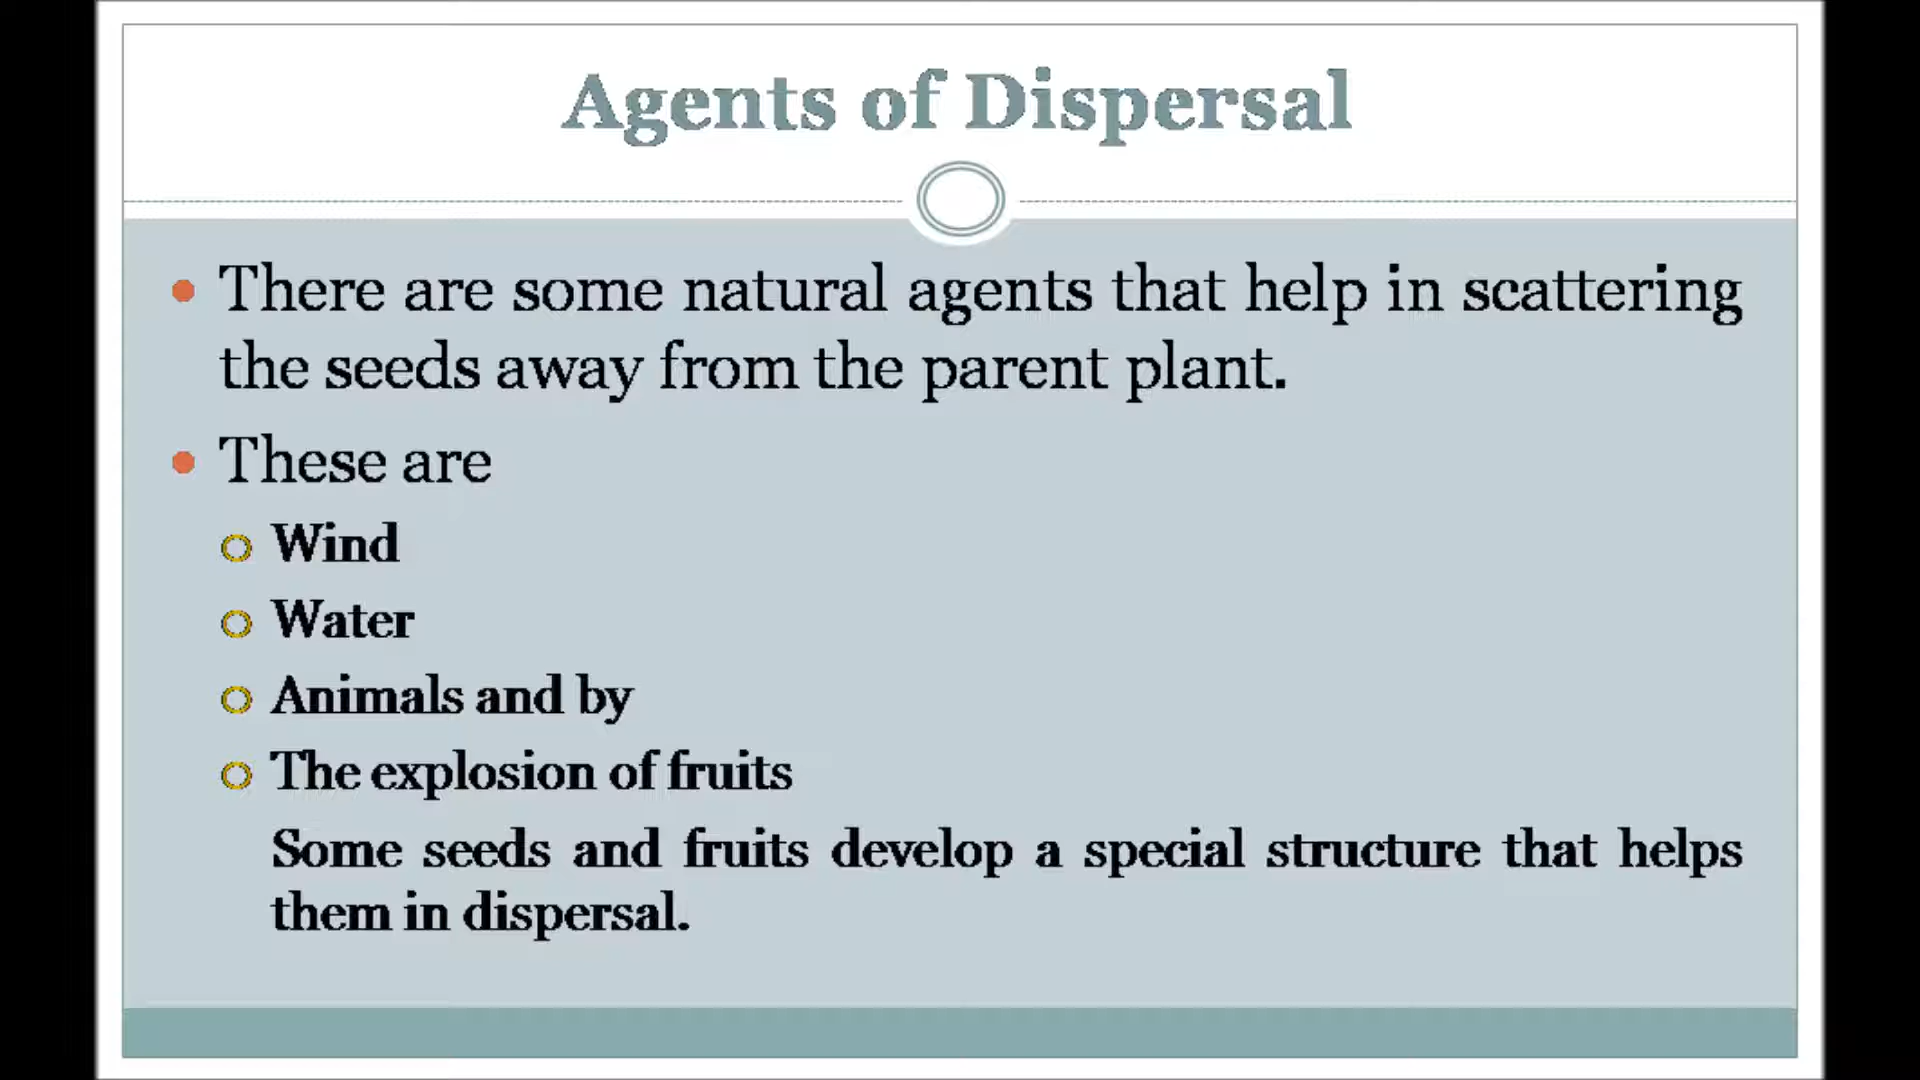 Agents of Dispersal
There are some natural agents that help in scattering
the seeds away from the parent plant.
These are
Wind
Water
Animals and by
The explosion of fruits
Some seeds and fruits develop a special structure that helps
them in dispersal.